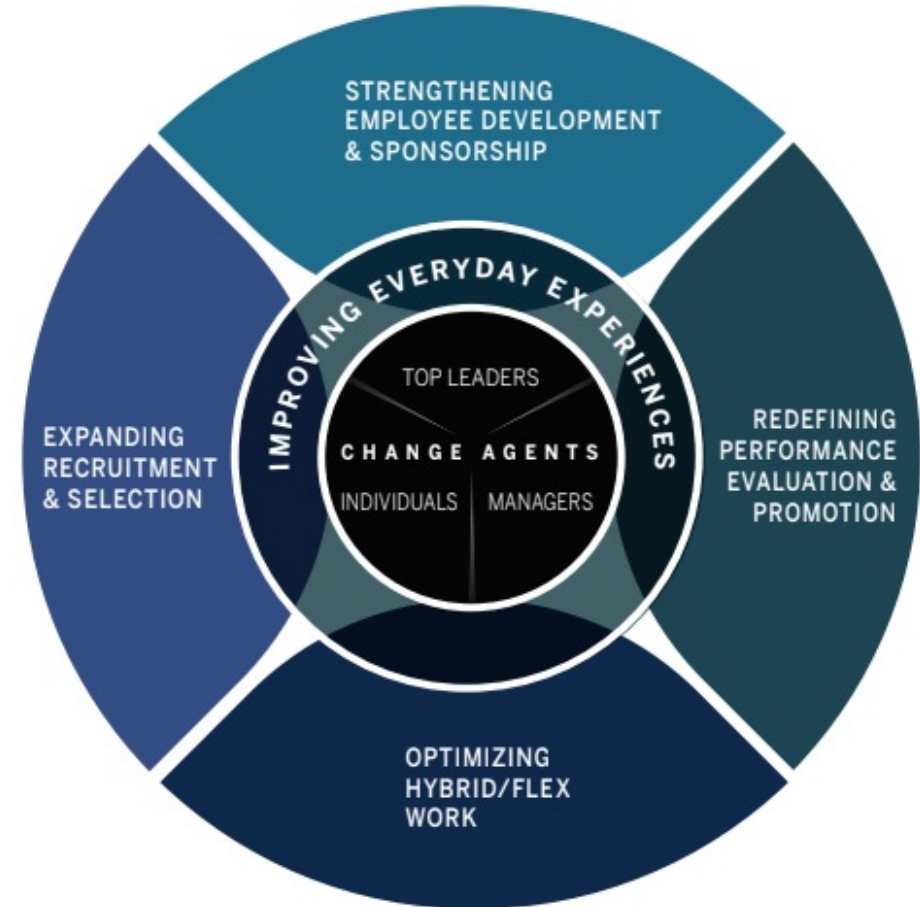 STRENGTHENING
EMPLOYEE DEVELOPMENT
& SPONSORSHIP
IMPROVING EVERYDAY EXPERIENCES
TOP LEADERS
CHANGE AGENTS
INDIVIDUALS
MANAGERS
EXPANDING
RECRUITMENT
& SELECTION
REDEFINING
PERFORMANCE
EVALUATION &
PROMOTION
OPTIMIZING
HYBRID/FLEX
WORK